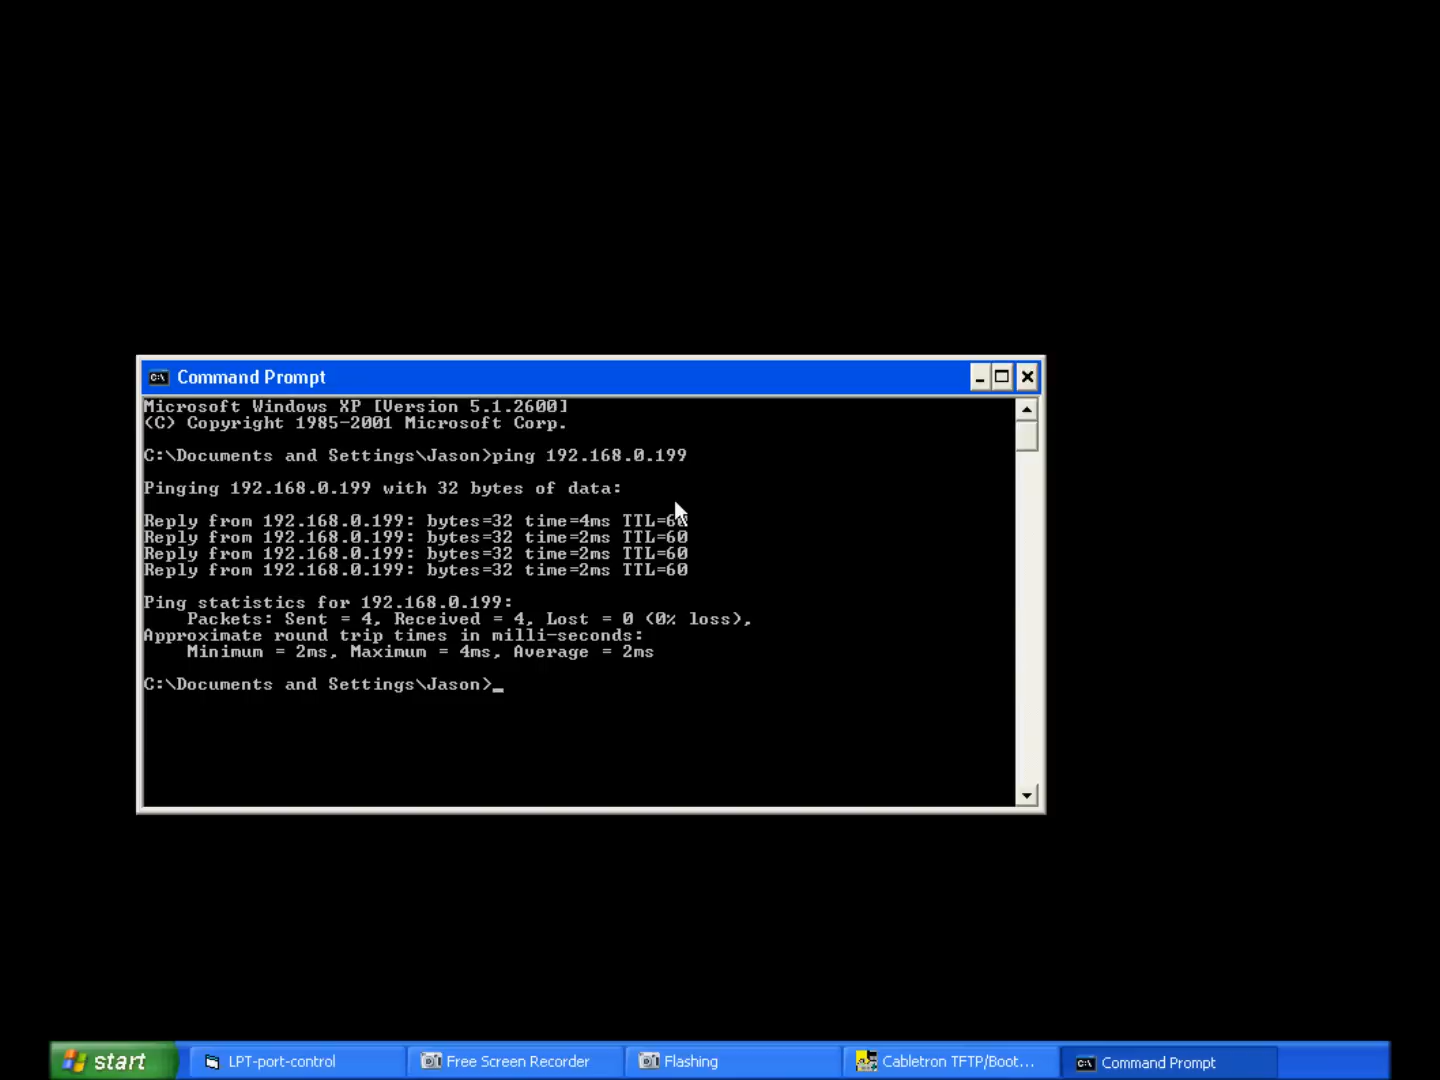 Command Prompt
Microsoft Windows XP [Version 5.1.2600]
(C) Copyright 1985-2001 Microsoft Corp.
C:\Documents and Settings\Jason>ping 192.168.0.199
Pinging 192.168.0.199 with 32 bytes of data:
Reply from 192.168.0.199: bytes=32 time=4ms TTL=60
Reply from 192.168.0.199: bytes=32 time=2ms TTL=60
Reply from 192.168.0.199: bytes=32 time=2ms TTL=60
Reply from 192.168.0.199: bytes=32 time=2ms TTL=60
Ping statistics for 192.168.0.199:
Packets: Sent = 4, Received = 4, Lost = 0 (0% loss),
Approximate round trip times in milli-seconds:
Minimum = 2ms, Maximum = 4ms, Average = 2ms
C:\Documents and Settings\Jason>_
start LPT-port-control Free Screen Recorder Flashing Cabletron TFTP/Boot... Command Prompt